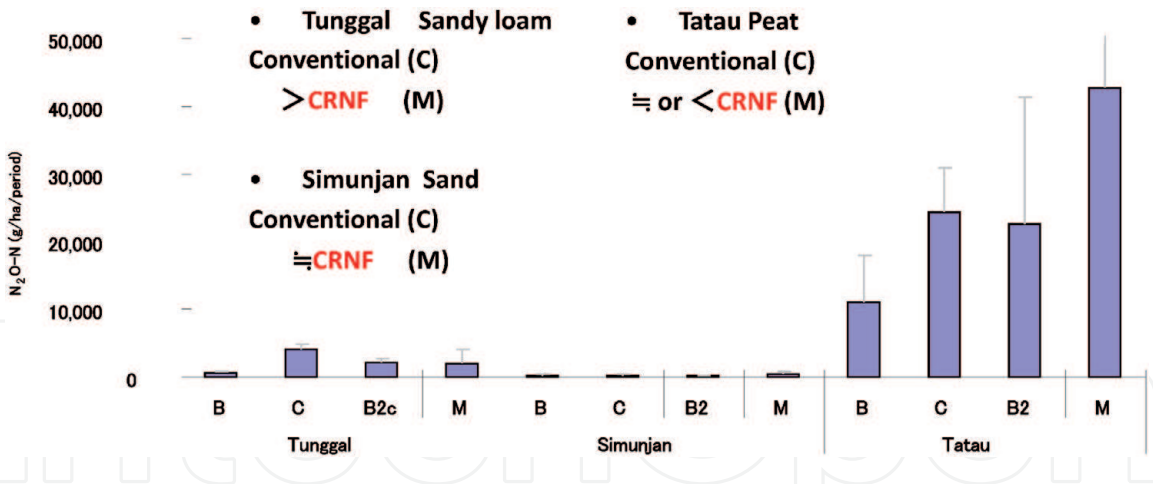 • Tunggal Sandy loam
Conventional (C)
＞CRNF (M)
• Tatau Peat
Conventional (C)
≒ or ＜CRNF (M)
• Simunjan Sand
Conventional (C)
≒CRNF (M)
N₂O-N (g/ha/period)
50,000
40,000
30,000
20,000
10,000
0
B C B2c M B C B2 M B C B2 M
Tunggal Simunjan Tatau